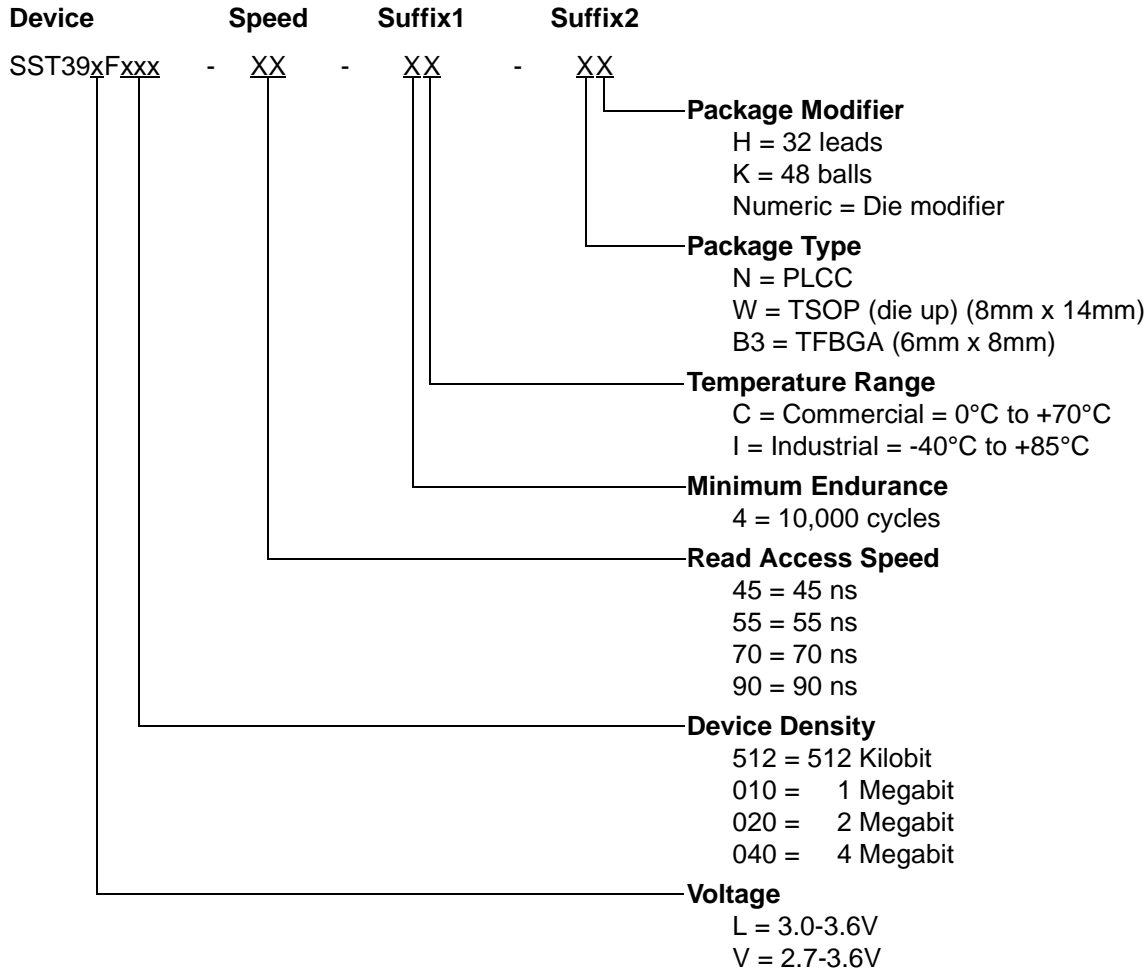 Device Speed Suffix1 Suffix2
SST39xFxxx - XX - XX - XX
Package Modifier
H = 32 leads
K = 48 balls
Numeric = Die modifier
Package Type
N = PLCC
W = TSOP (die up) (8mm x 14mm)
B3 = TFBGA (6mm x 8mm)
Temperature Range
C = Commercial = 0°C to +70°C
I = Industrial = -40°C to +85°C
Minimum Endurance
4 = 10,000 cycles
Read Access Speed
45 = 45 ns
55 = 55 ns
70 = 70 ns
90 = 90 ns
Device Density
512 = 512 Kilobit
010 = 1 Megabit
020 = 2 Megabit
040 = 4 Megabit
Voltage
L = 3.0-3.6V
V = 2.7-3.6V